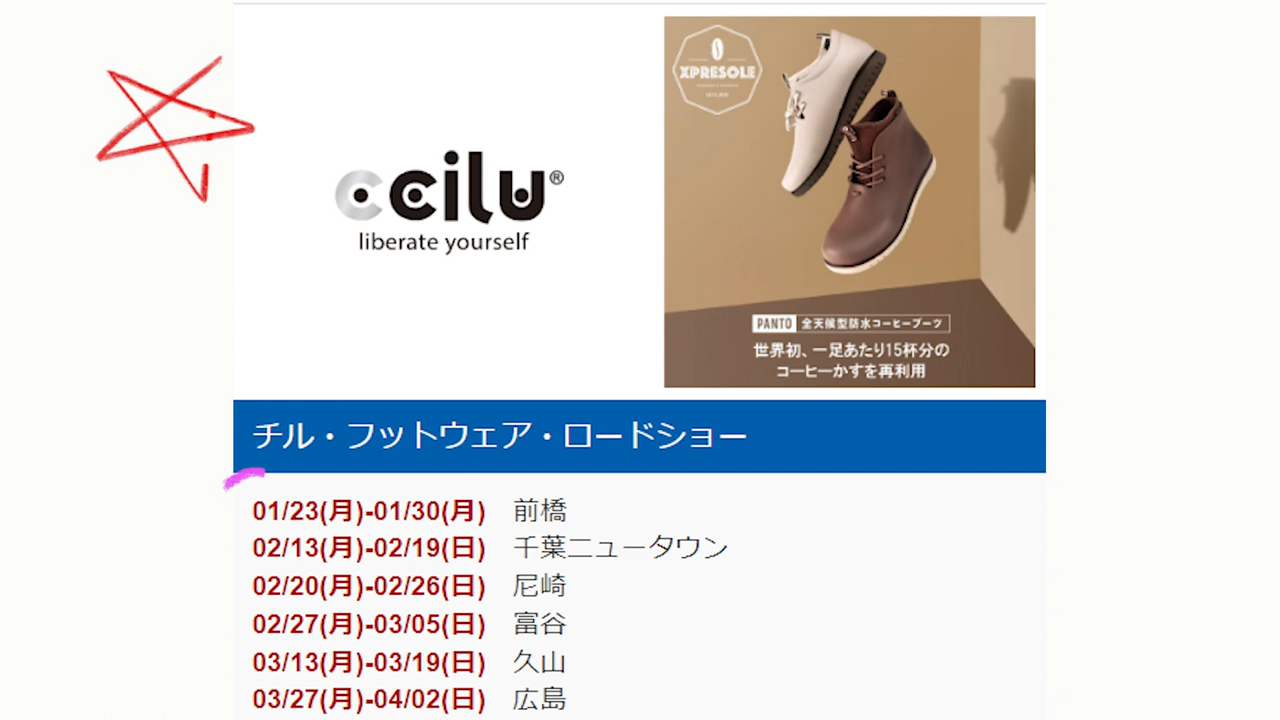 XPRESOLE
ccilu®
liberate yourself
PANTO 全天候型防水コーヒーブーツ
世界初、一足あたり15杯分の
コーヒーかすを再利用
チル・フットウェア・ロードショー
01/23(月)-01/30(月) 前橋
02/13(月)-02/19(日) 千葉ニュータウン
02/20(月)-02/26(日) 尼崎
02/27(月)-03/05(日) 富谷
03/13(月)-03/19(日) 久山
03/27(月)-04/02(日) 広島